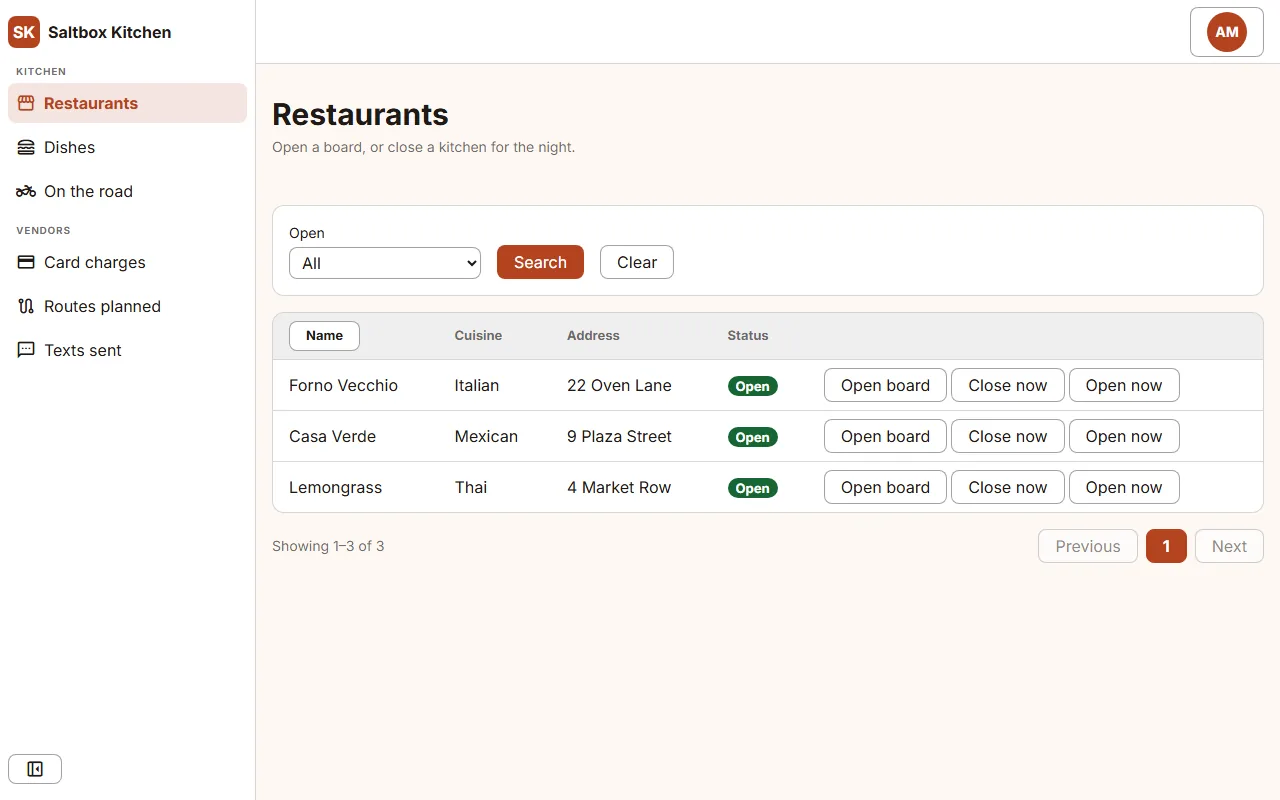 SK Saltbox Kitchen
AM
KITCHEN
Restaurants
Dishes
On the road
VENDORS
Card charges
Routes planned
Texts sent
Restaurants
Open a board, or close a kitchen for the night.
Open
All Search Clear
Name Cuisine Address Status
Forno Vecchio Italian 22 Oven Lane Open Open board Close now Open now
Casa Verde Mexican 9 Plaza Street Open Open board Close now Open now
Lemongrass Thai 4 Market Row Open Open board Close now Open now
Showing 1–3 of 3 Previous 1 Next